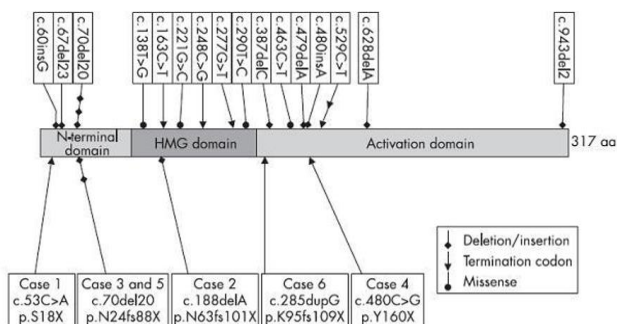 c.60insG
c.67del23
c.70del20
c.138T>G
c.163C>T
c.221G>C
c.248C>G
c.277G>T
c.290T>C
c.387delC
c.463C>T
c.479delA
c.480insA
c.529C>T
c.628delA
c.943del2
N-terminal
domain
HMG domain
Activation domain
317 aa
Deletion/insertion
Termination codon
Missense
Case 1
c.53C>A
p.S18X
Case 3 and 5
c.70del20
p.N24fs88X
Case 2
c.188delA
p.N63fs101X
Case 6
c.285dupG
p.K95fs109X
Case 4
c.480C>G
p.Y160X